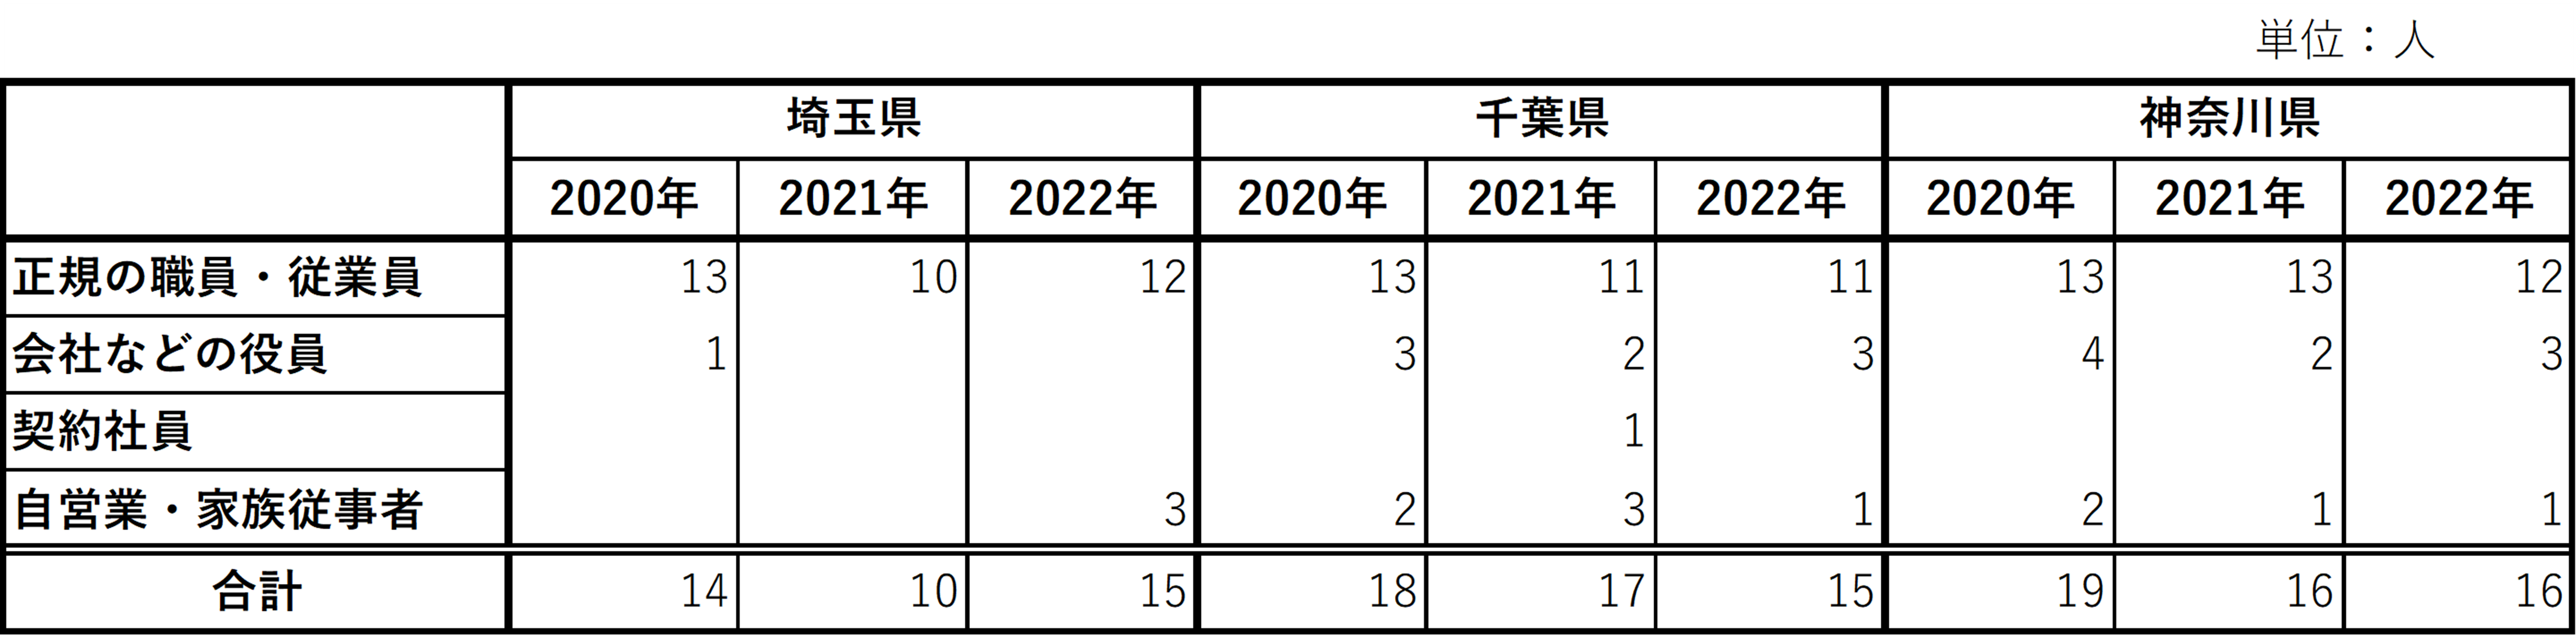 単位：人
埼玉県 千葉県 神奈川県
2020年 2021年 2022年 2020年 2021年 2022年 2020年 2021年 2022年
正規の職員・従業員 13 10 12 13 11 11 13 13 12
会社などの役員 1 3 2 3 4 2 3
契約社員 1
自営業・家族従事者 3 2 3 1 2 1 1
合計 14 10 15 18 17 15 19 16 16